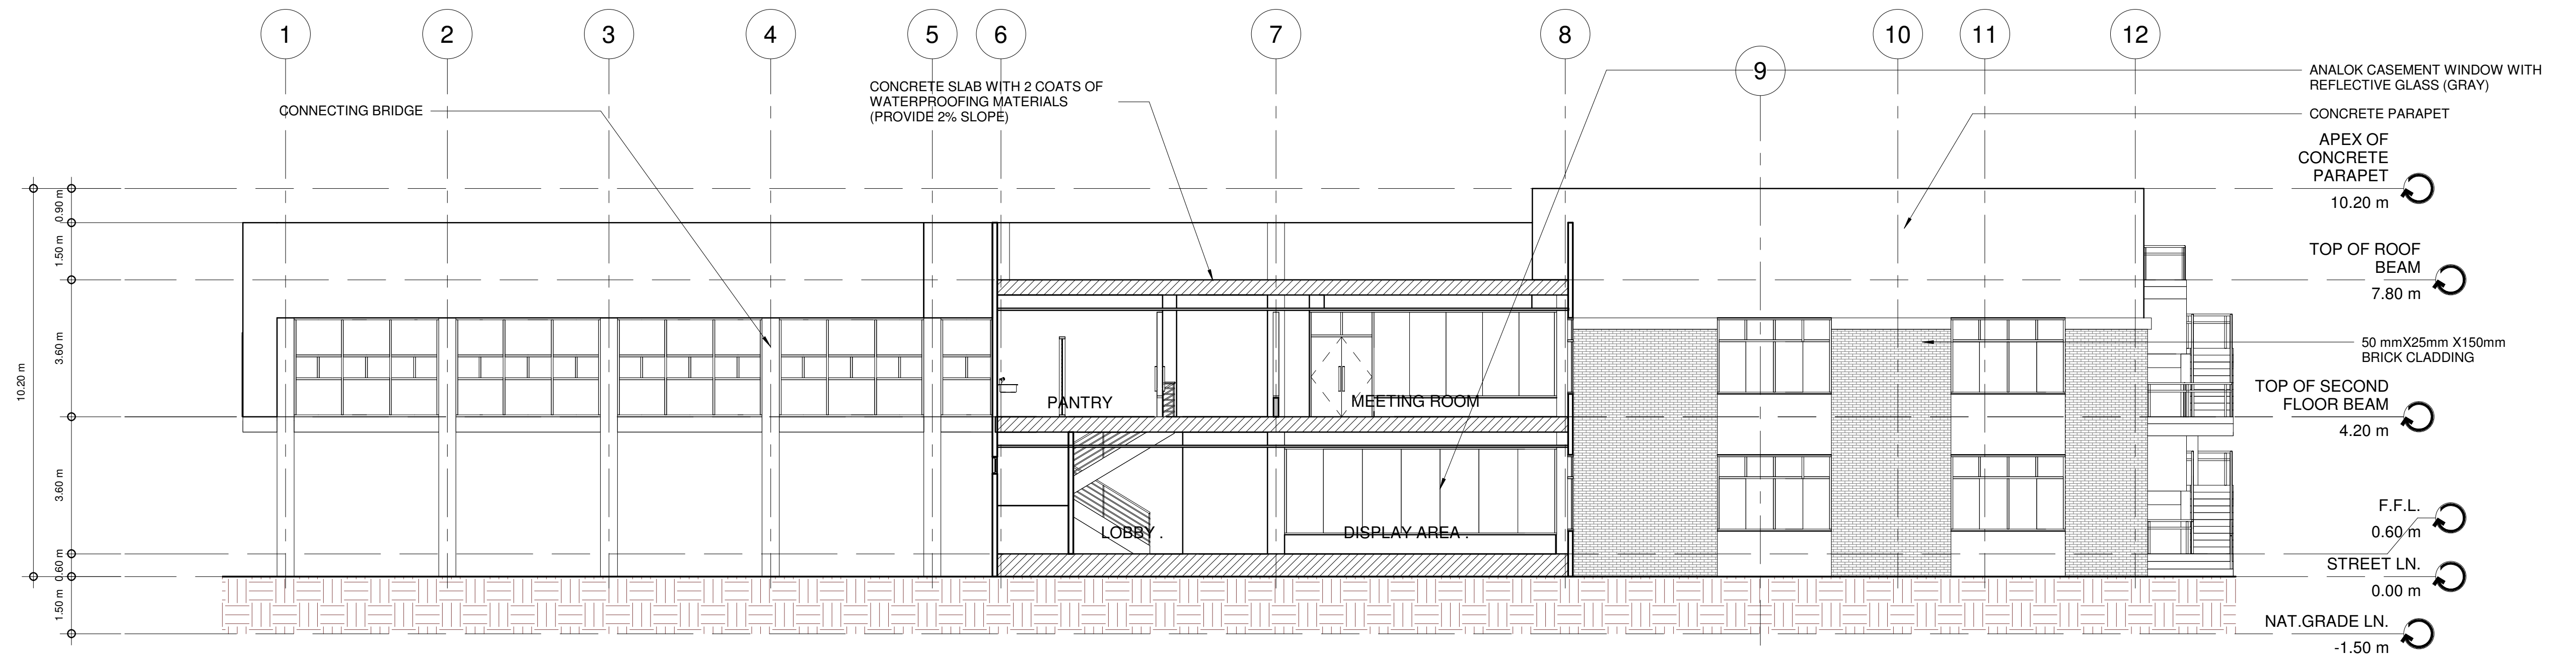 1
2
3
4
5
6
7
8
9
10
11
12
CONNECTING BRIDGE
CONCRETE SLAB WITH 2 COATS OF
WATERPROOFING MATERIALS
(PROVIDE 2% SLOPE)
ANALOK CASEMENT WINDOW WITH
REFLECTIVE GLASS (GRAY)
CONCRETE PARAPET
APEX OF
CONCRETE
PARAPET
10.20 m
TOP OF ROOF
BEAM
7.80 m
50 mmX25mm X150mm
BRICK CLADDING
TOP OF SECOND
FLOOR BEAM
4.20 m
F.F.L.
0.60 m
STREET LN.
0.00 m
NAT.GRADE LN.
-1.50 m
10.20 m
0.90 m
1.50 m
3.60 m
3.60 m
0.60 m
1.50 m
PANTRY
MEETING ROOM
LOBBY .
DISPLAY AREA .